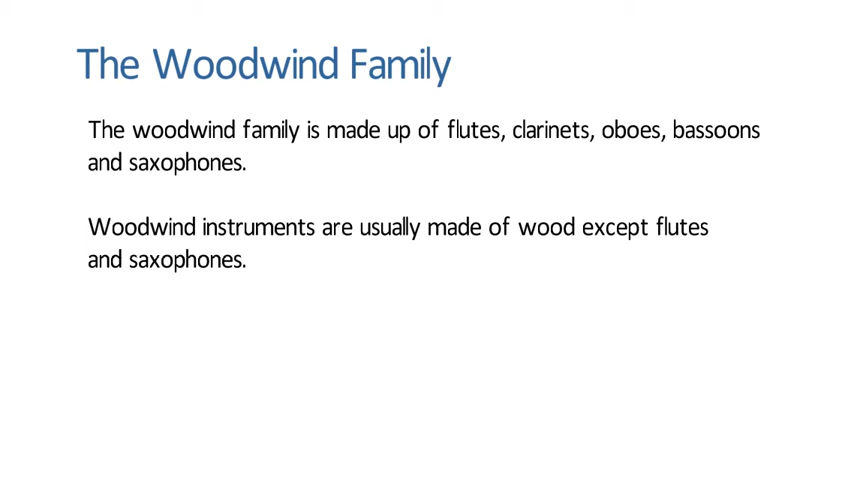 The Woodwind Family
The woodwind family is made up of flutes, clarinets, oboes, bassoons
and saxophones.
Woodwind instruments are usually made of wood except flutes
and saxophones.